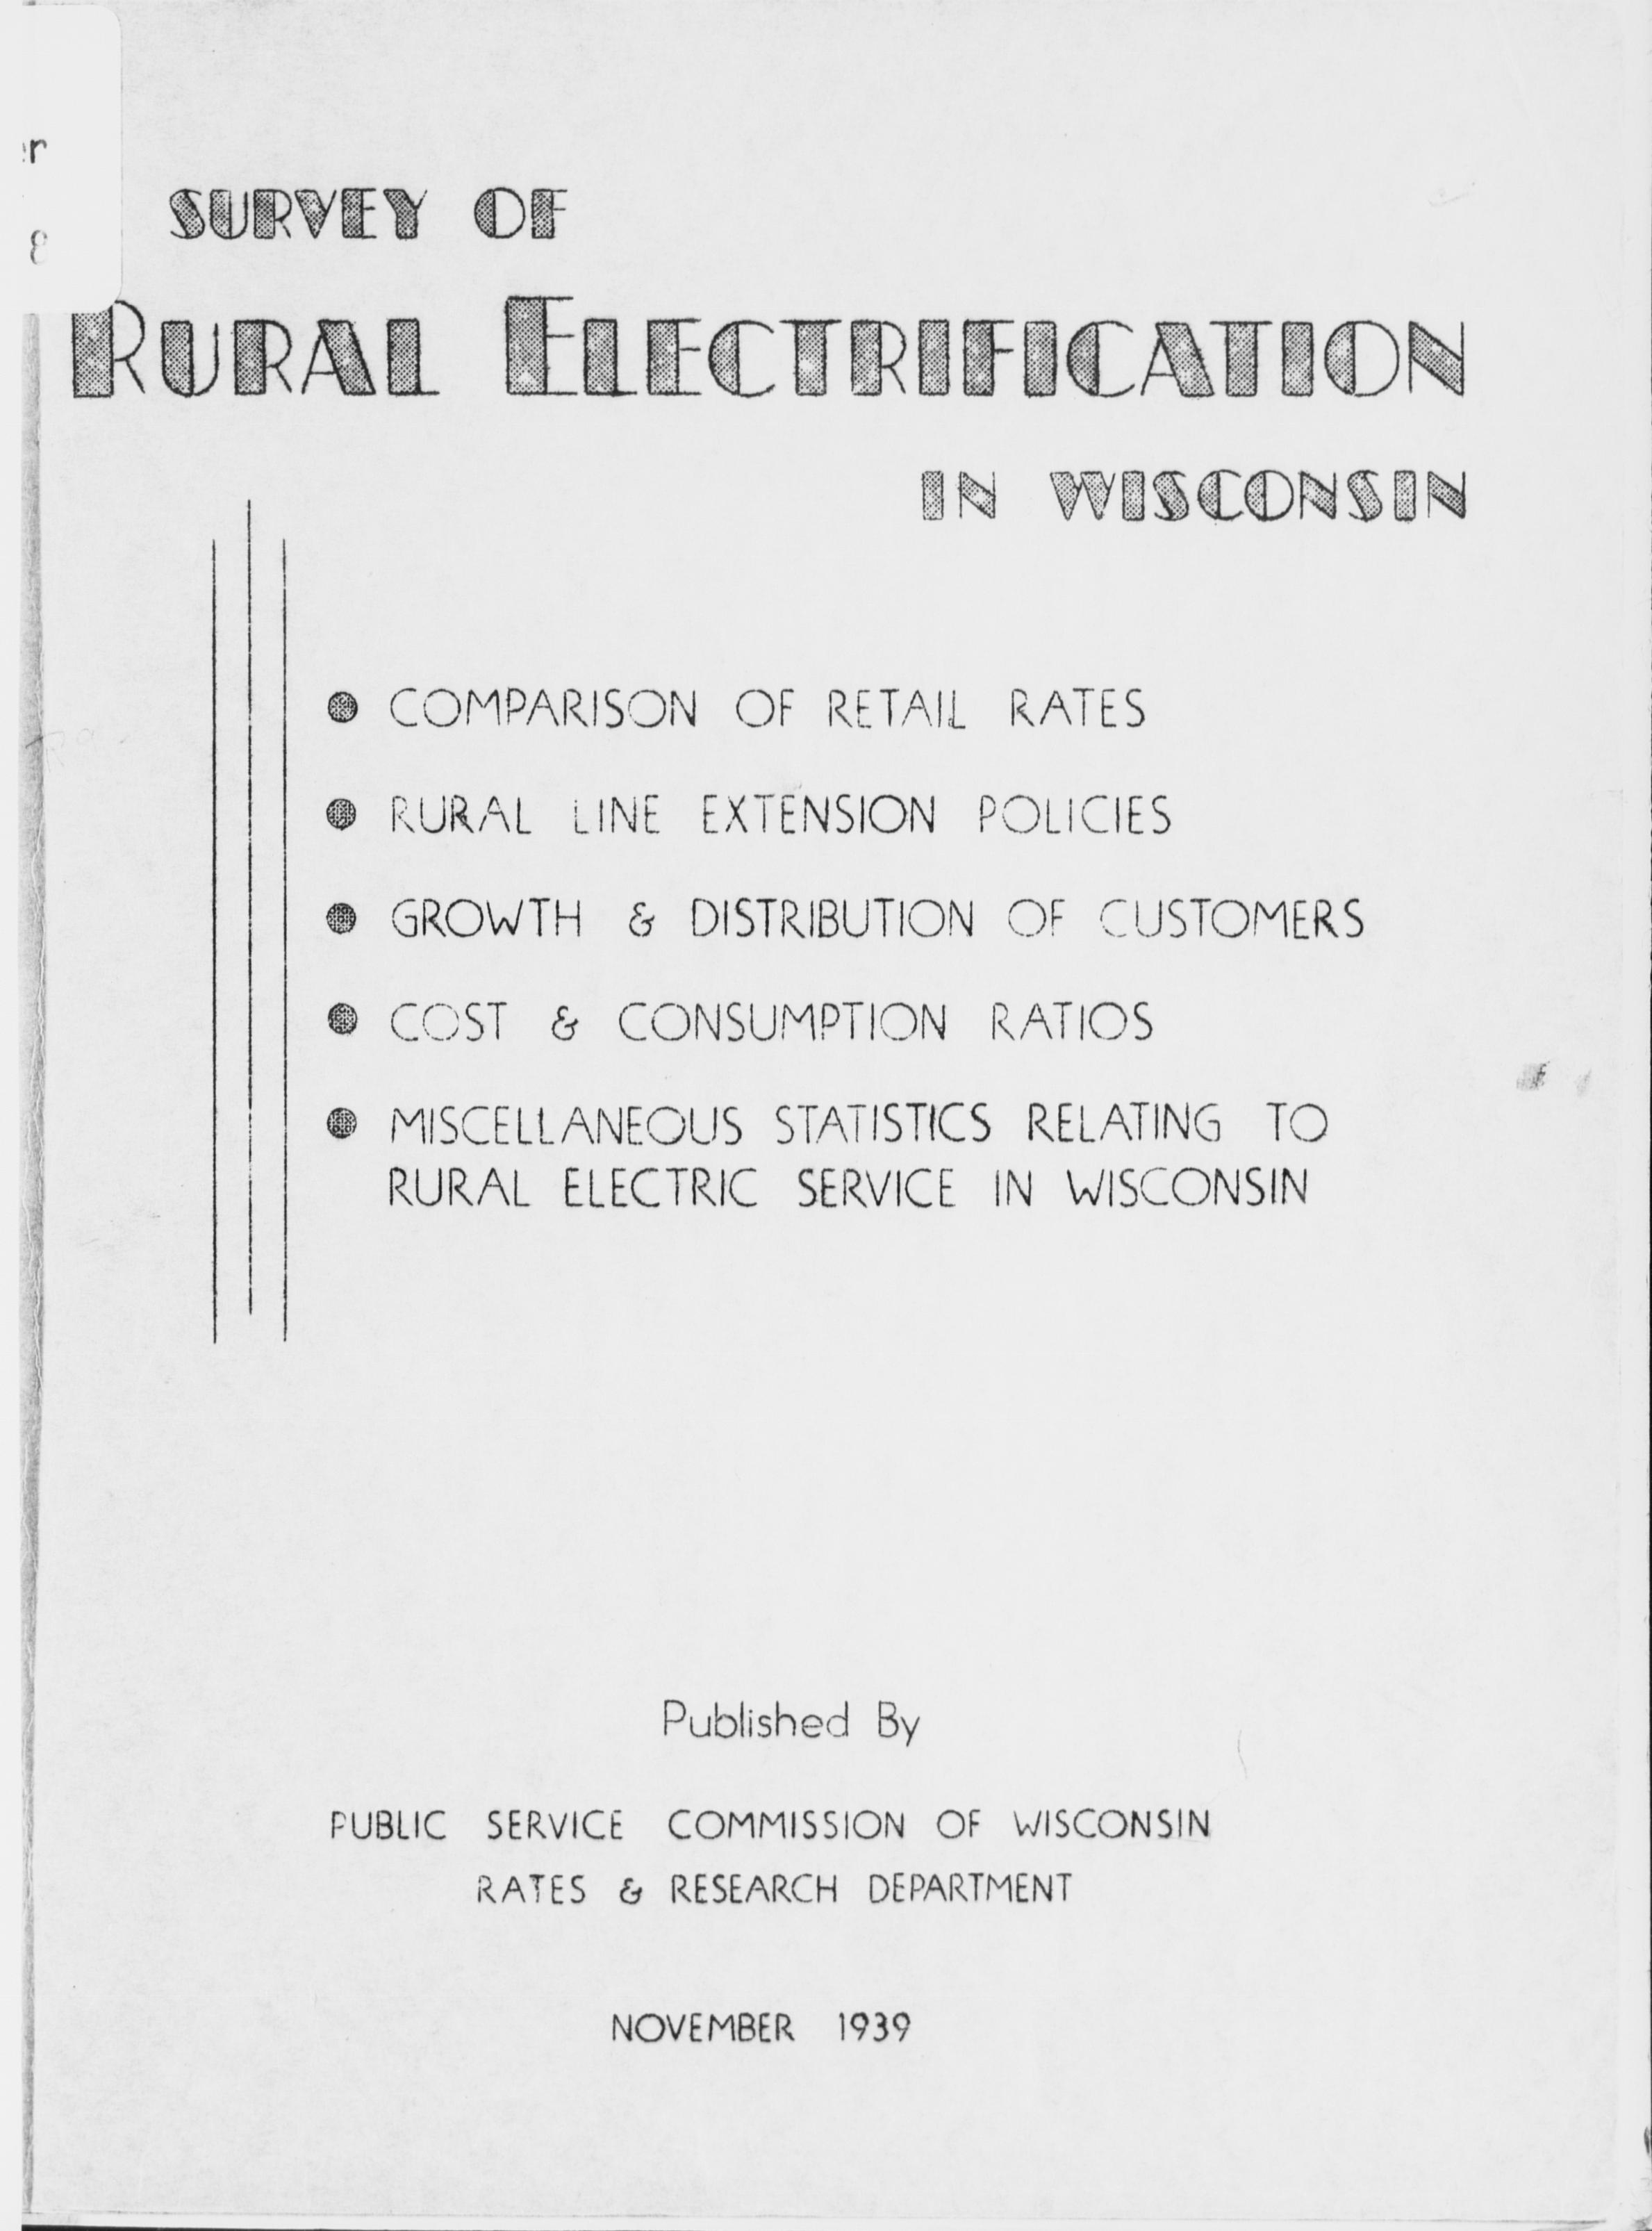 SURVEY OF
RURAL ELECTRIFICATION
IN WISCONSIN
COMPARISON OF RETAIL RATES
RURAL LINE EXTENSION POLICIES
GROWTH & DISTRIBUTION OF CUSTOMERS
COST & CONSUMPTION RATIOS
MISCELLANEOUS STATISTICS RELATING TO
RURAL ELECTRIC SERVICE IN WISCONSIN
Published By
PUBLIC SERVICE COMMISSION OF WISCONSIN
RATES & RESEARCH DEPARTMENT
NOVEMBER 1939